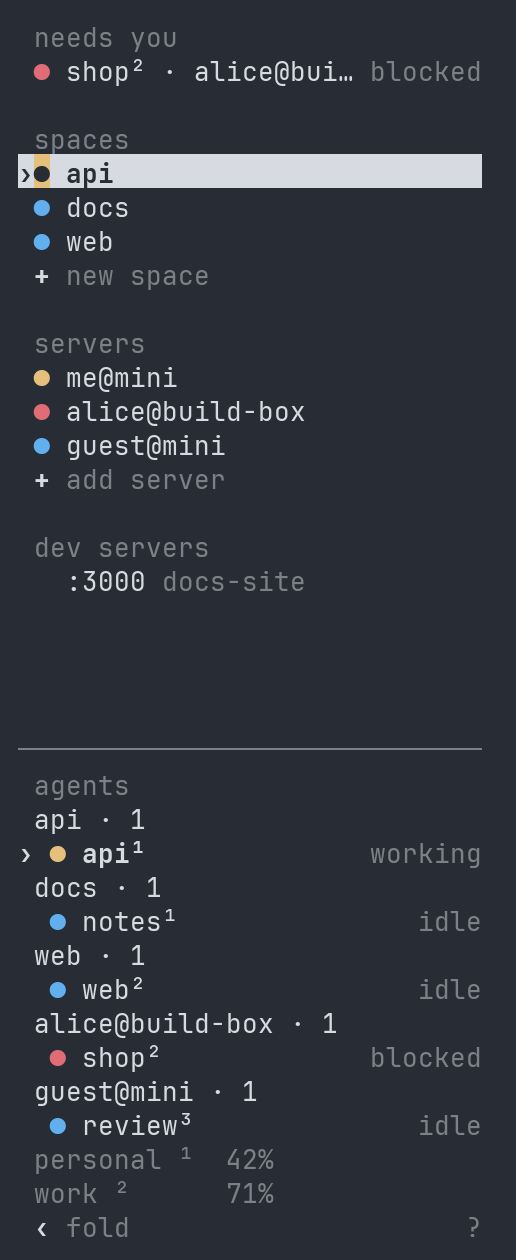 needs you
● shop² · alice@bui… blocked
spaces
›● api
● docs
● web
+ new space
servers
● me@mini
● alice@build-box
● guest@mini
+ add server
dev servers
:3000 docs-site
agents
api · 1
› ● api¹ working
docs · 1
● notes¹ idle
web · 1
● web² idle
alice@build-box · 1
● shop² blocked
guest@mini · 1
● review³ idle
personal ¹ 42%
work ² 71%
‹ fold ?